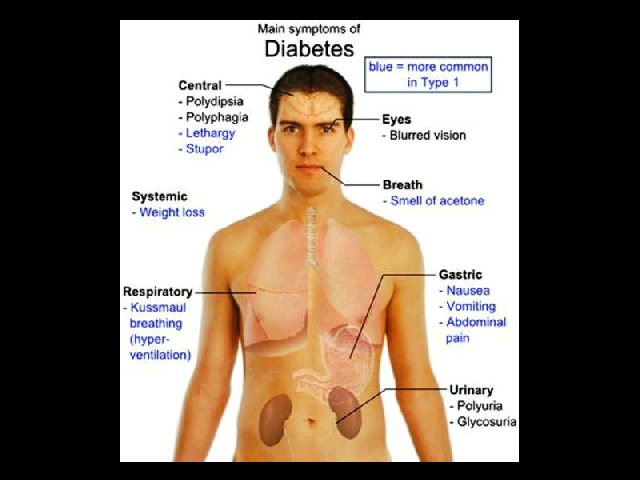 Main symptoms of
Diabetes
blue = more common
in Type 1
Central
- Polydipsia
- Polyphagia
- Lethargy
- Stupor
Eyes
- Blurred vision
Breath
- Smell of acetone
Systemic
- Weight loss
Respiratory
- Kussmaul
breathing
(hyper-
ventilation)
Gastric
- Nausea
- Vomiting
- Abdominal
pain
Urinary
- Polyuria
- Glycosuria